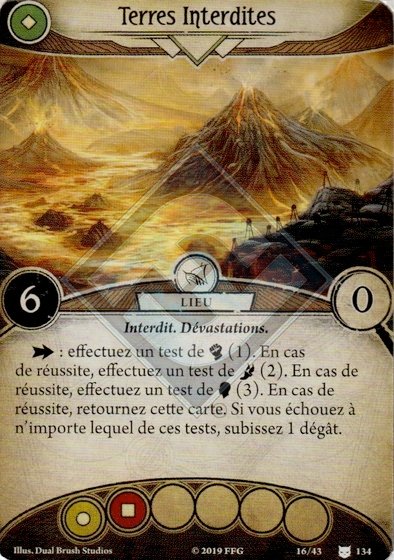 Terres Interdites
6
LIEU
0
Interdit. Dévastations.
: effectuez un test de (1). En cas
de réussite, effectuez un test de (2). En cas de
réussite, effectuez un test de (3). En cas de
réussite, retournez cette carte. Si vous échouez à
n’importe lequel de ces tests, subissez 1 dégât.
Illus. Dual Brush Studios © 2019 FFG 16/43 134